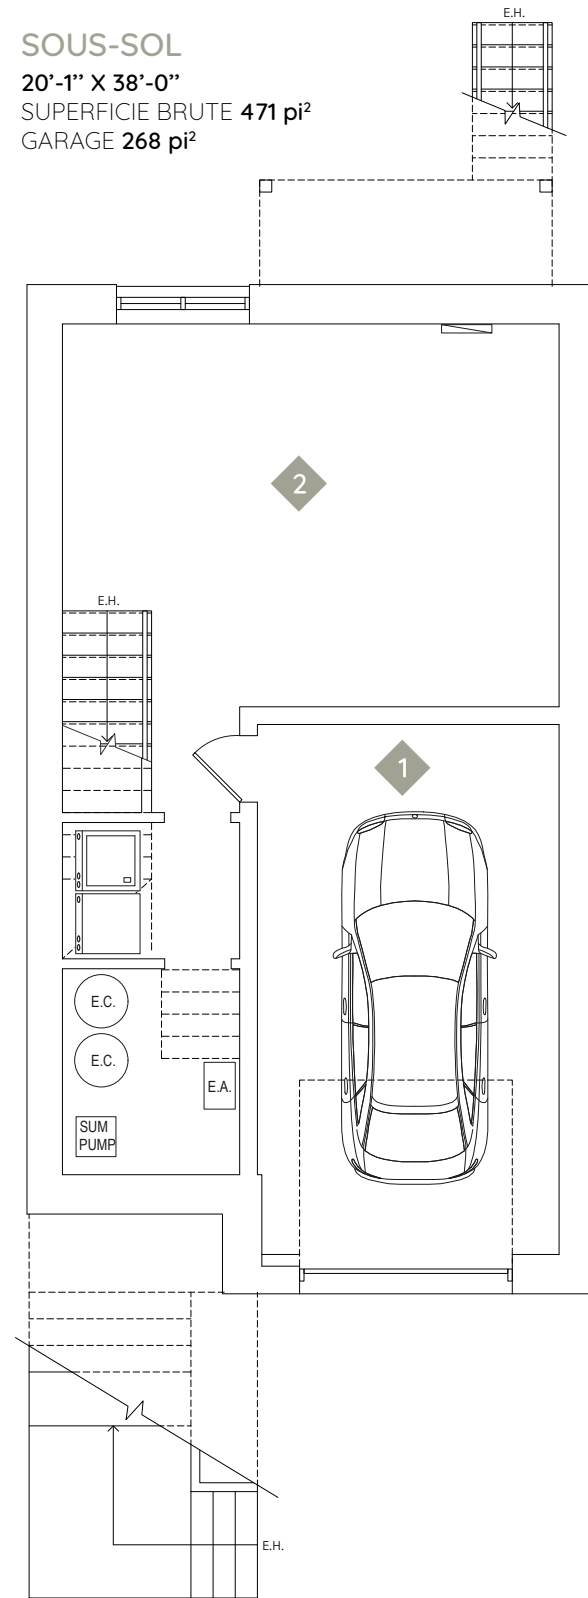 SOUS-SOL
20’-1’’ X 38’-0’’
SUPERFICIE BRUTE 471 pi²
GARAGE 268 pi²
E.H.
2
E.H.
1
E.C.
E.C.
E.A.
SUM
PUMP
E.H.